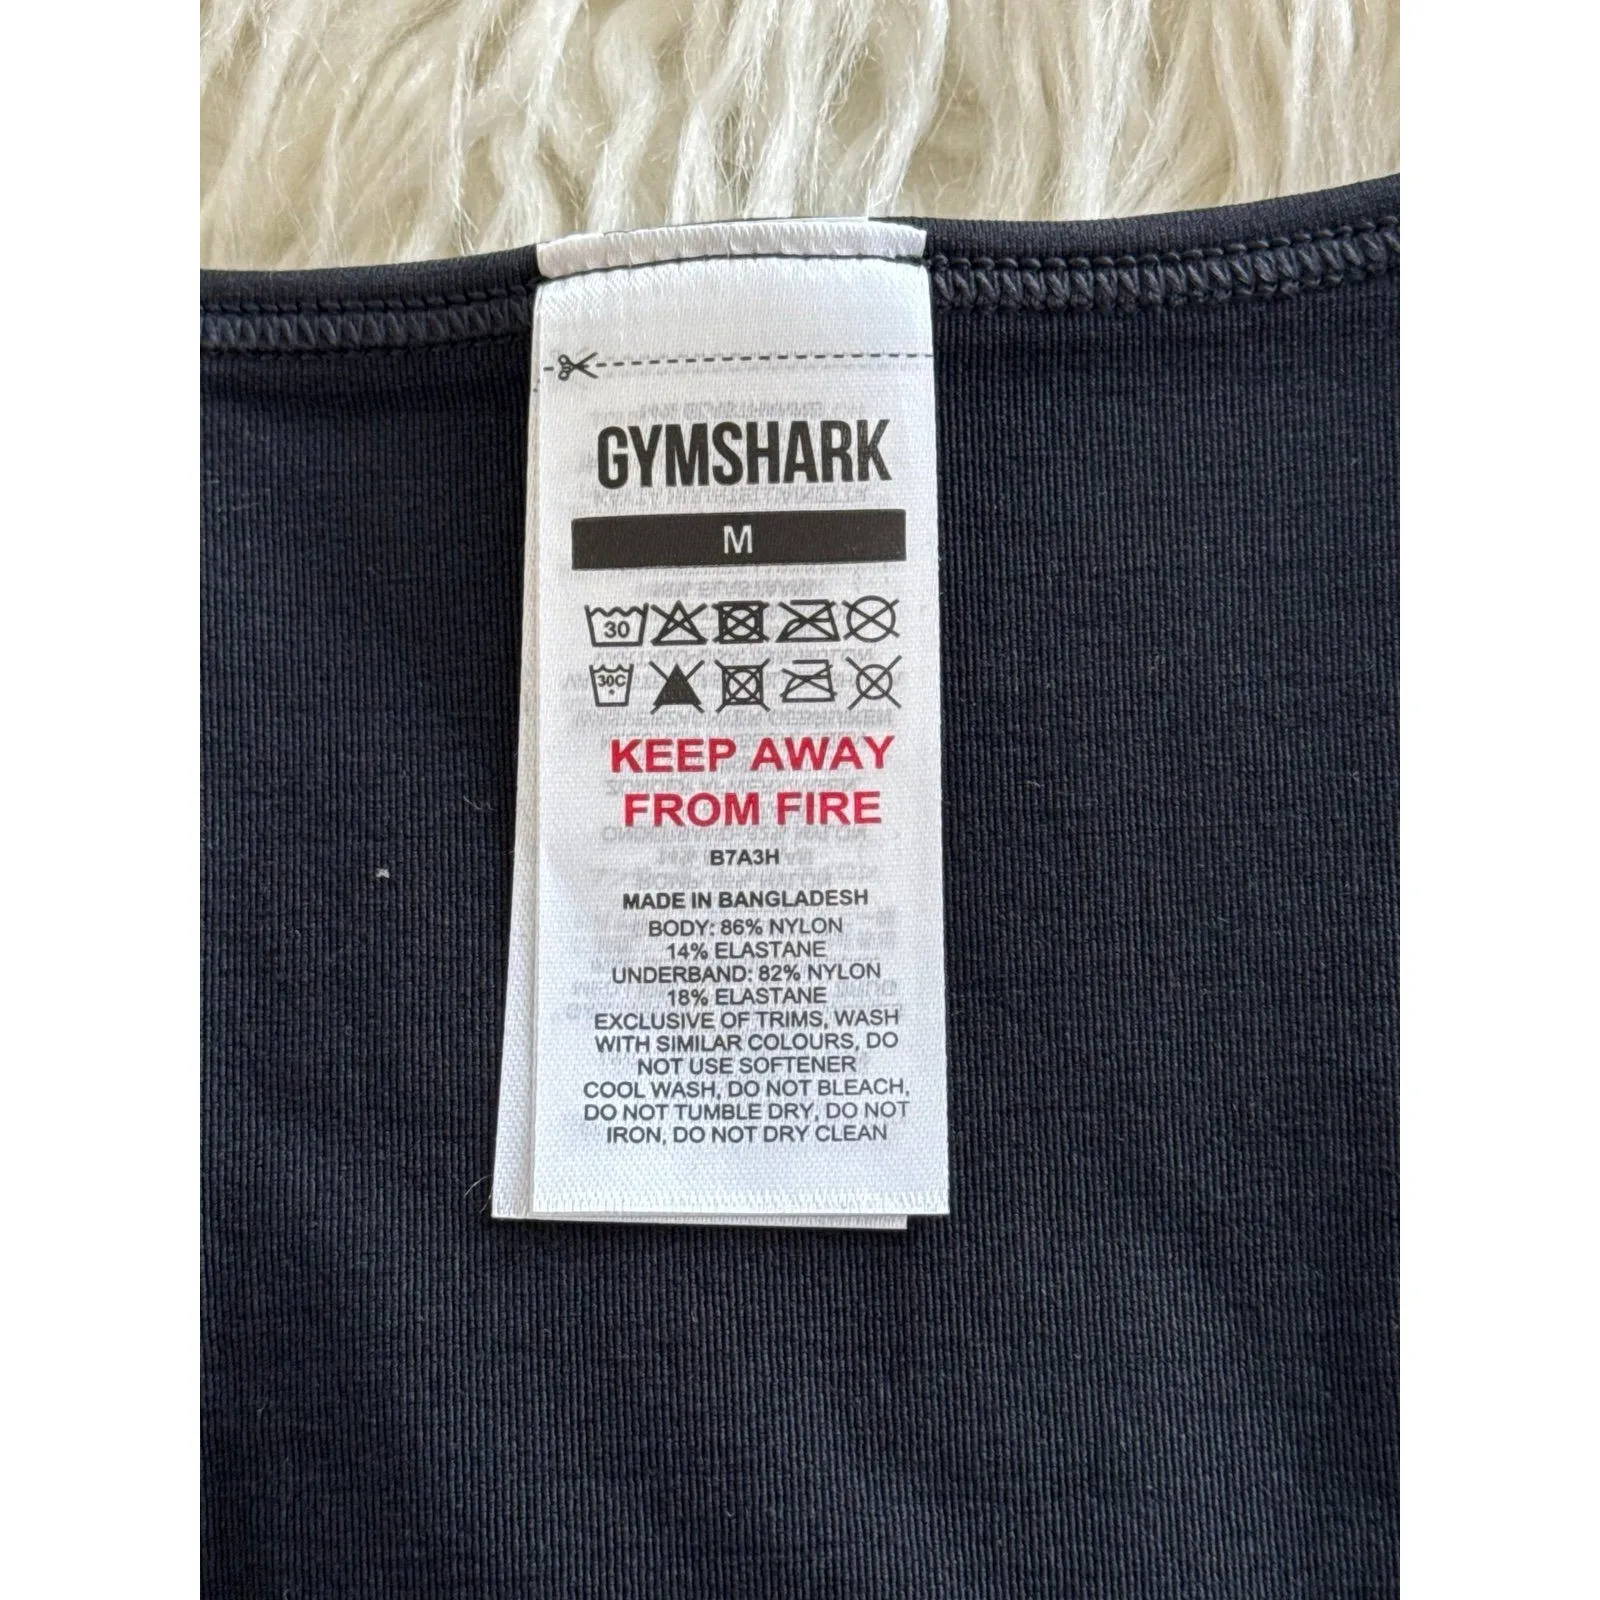 GYMSHARK
M
30
30C
KEEP AWAY
FROM FIRE
B7A3H
MADE IN BANGLADESH
BODY: 86% NYLON
14% ELASTANE
UNDERBAND: 82% NYLON
18% ELASTANE
EXCLUSIVE OF TRIMS, WASH
WITH SIMILAR COLOURS, DO
NOT USE SOFTENER
COOL WASH, DO NOT BLEACH,
DO NOT TUMBLE DRY, DO NOT
IRON, DO NOT DRY CLEAN